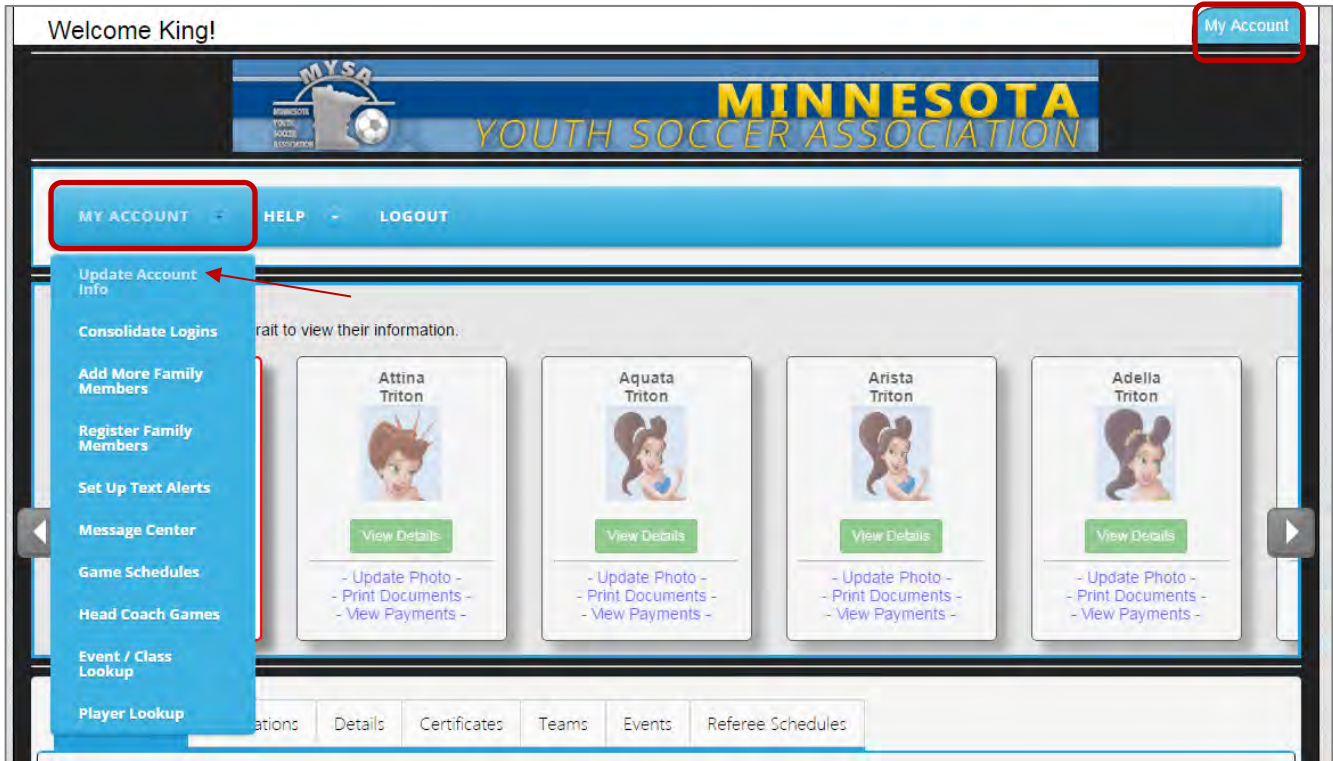 Welcome King!
My Account
MYSA
MINNESOTA
YOUTH
SOCCER
ASSOCIATION
MINNESOTA
YOUTH SOCCER ASSOCIATION
MY ACCOUNT
HELP
LOGOUT
Update Account
Info
Consolidate Logins
Add More Family
Members
Register Family
Members
Set Up Text Alerts
Message Center
Game Schedules
Head Coach Games
Event / Class
Lookup
Player Lookup
rait to view their information.
Attina
Triton
View Details
- Update Photo -
- Print Documents -
- View Payments -
Aquata
Triton
View Details
- Update Photo -
- Print Documents -
- View Payments -
Arista
Triton
View Details
- Update Photo -
- Print Documents -
- View Payments -
Adella
Triton
View Details
- Update Photo -
- Print Documents -
- View Payments -
ations
Details
Certificates
Teams
Events
Referee Schedules